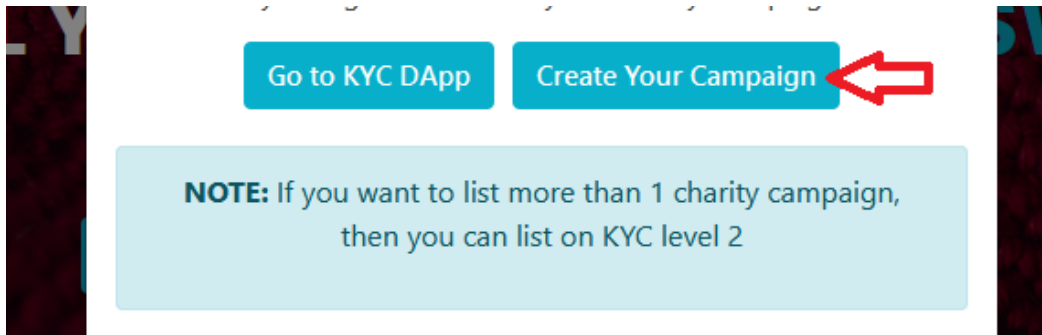 Go to KYC DApp
Create Your Campaign
NOTE: If you want to list more than 1 charity campaign,
then you can list on KYC level 2